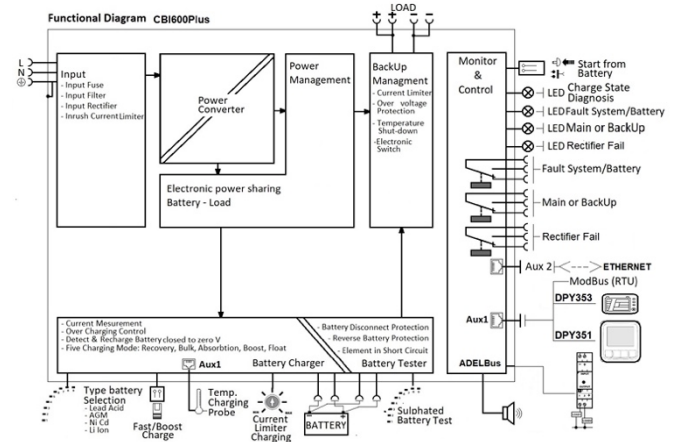 Functional Diagram CBI600Plus
LOAD
+ + - -
L
N
Input
- Input Fuse
- Input Filter
- Input Rectifier
- Inrush CurrentLimiter
Power
Converter
Power
Management
BackUp
Managment
- Current Limiter
- Over voltage
Protection
- Temperature
Shut-down
-Electronic
Switch
Electronic power sharing
Battery - Load
Monitor
&
Control
Start from
Battery
LED Charge State
Diagnosis
LED Fault System/Battery
LED Main or BackUp
LED Rectifier Fail
Fault System/Battery
Main or BackUp
Rectifier Fail
Aux 2
ETHERNET
ModBus (RTU)
DPY353
Aux1
DPY351
ADELBus
- Current Mesurement
- Over Charging Control
- Detect & Recharge Battery closed to zero V
- Five Charging Mode: Recovery, Bulk, Absorbtion, Boost, Float
Aux1
Battery Charger
- Battery Disconnect Protection
- Reverse Battery Protection
- Element in Short Circuit
Battery Tester
Type battery
Selection
- Lead Acid
- AGM
- Ni Cd
- Li Ion
Fast/Boost
Charge
Temp.
Charging
Probe
Current
Limiter
Charging
BATTERY
Sulphated
Battery Test